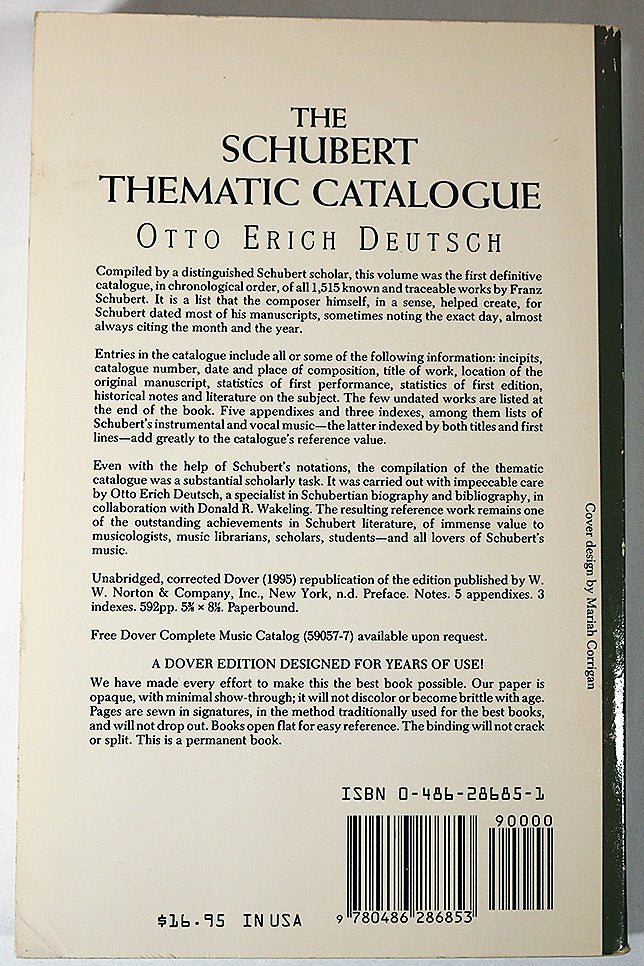 THE
SCHUBERT
THEMATIC CATALOGUE
OTTO ERICH DEUTSCH
Compiled by a distinguished Schubert scholar, this volume was the first definitive
catalogue, in chronological order, of all 1,515 known and traceable works by Franz
Schubert. It is a list that the composer himself, in a sense, helped create, for
Schubert dated most of his manuscripts, sometimes noting the exact day, almost
always citing the month and the year.
Entries in the catalogue include all or some of the following information: incipits,
catalogue number, date and place of composition, title of work, location of the
original manuscript, statistics of first performance, statistics of first edition,
historical notes and literature on the subject. The few undated works are listed at
the end of the book. Five appendixes and three indexes, among them lists of
Schubert's instrumental and vocal music—the latter indexed by both titles and first
lines—add greatly to the catalogue's reference value.
Even with the help of Schubert's notations, the compilation of the thematic
catalogue was a substantial scholarly task. It was carried out with impeccable care
by Otto Erich Deutsch, a specialist in Schubertian biography and bibliography, in
collaboration with Donald R. Wakeling. The resulting reference work remains one
of the outstanding achievements in Schubert literature, of immense value to
musicologists, music librarians, scholars, students—and all lovers of Schubert's
music.
Unabridged, corrected Dover (1995) republication of the edition published by W.
W. Norton & Company, Inc., New York, n.d. Preface. Notes. 5 appendixes. 3
indexes. 592pp. 5⅜ × 8½. Paperbound.
Free Dover Complete Music Catalog (59057-7) available upon request.
A DOVER EDITION DESIGNED FOR YEARS OF USE!
We have made every effort to make this the best book possible. Our paper is
opaque, with minimal show-through; it will not discolor or become brittle with age.
Pages are sewn in signatures, in the method traditionally used for the best books,
and will not drop out. Books open flat for easy reference. The binding will not crack
or split. This is a permanent book.
Cover design by Mariah Corrigan
ISBN 0-486-28685-1
90000
$16.95 IN USA
9 780486 286853